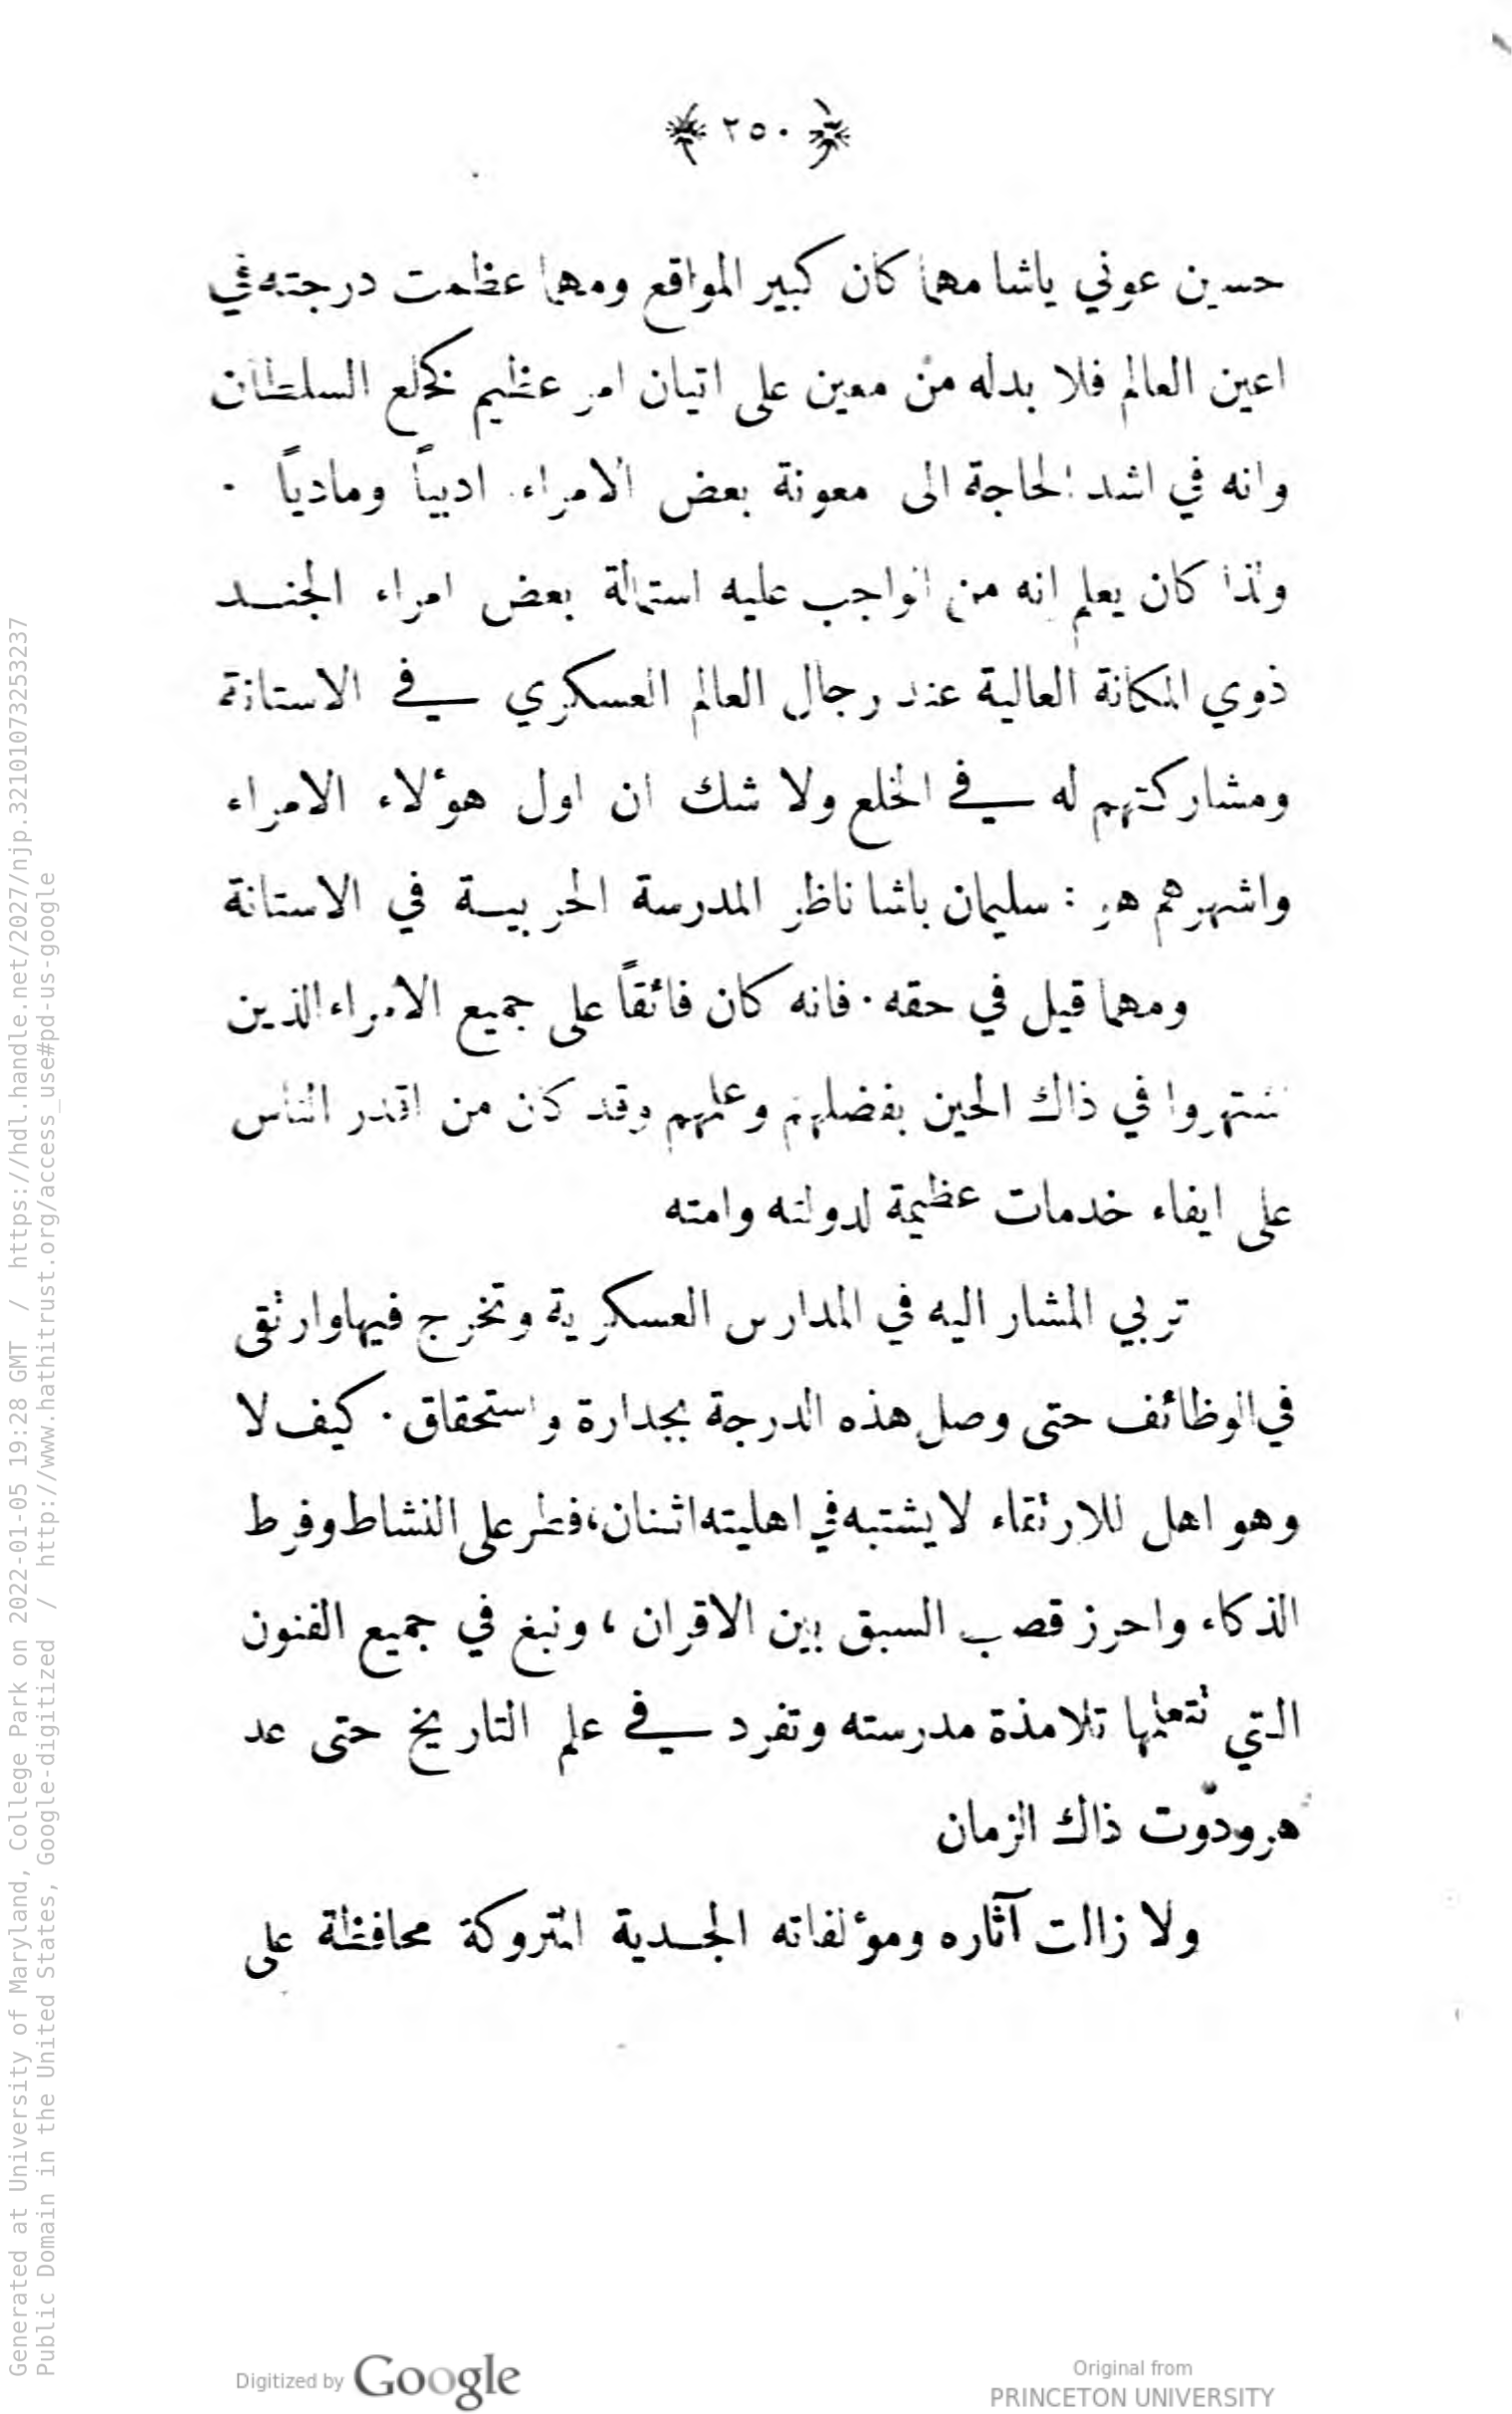 ٢٥٠
حسين عوني ياشا مهما كان كبير المواقع ومهما عظمت درجته في
اعين العالم فلا بدله من معين على اتيان امر عظيم كخلع السلطان
وانه في اشد الحاجة الى معونة بعض الامراء ادبياً ومادياً ٠
ولذا كان يعلم انه من الواجب عليه استمالة بعض امراء الجنـد
ذوي المكانة العالية عند رجال العالم العسكري في الاستانة
ومشاركتهم له في الخلع ولا شك ان اول هوٴلاء الامراء
واشهرهم هو : سليمان باشا ناظر المدرسة الحربيـة في الاستانة
ومهما قيل في حقه ٠ فانه كان فائقاً على جميع الامراء الذين
اشتهروا في ذاك الحين بفضلهم وعلمهم وقد كان من اقدر الناس
على ايفاء خدمات عظيمة لدولته وامته
تربي المشار اليه في المدارس العسكرية وتخرج فيها وارتقى
في الوظائف حتى وصل هذه الدرجة بجدارة واستحقاق ٠ كيف لا
وهو اهل للارتقاء لا يشتبه في اهليته اثنان، فطر على النشاط وفرط
الذكاء واحرز قصب السبق بين الاقران ، ونبغ في جميع الفنون
التي تتعلمها تلامذة مدرسته وتفرد في علم التاريخ حتى عد
هرودوت ذاك الزمان
ولا زالت آثاره وموٴلفاته الجـدية المتروكة محافظة على
Digitized by Google
Original from
PRINCETON UNIVERSITY
Generated at University of Maryland, College Park on 2022-01-05 19:28 GMT / https://hdl.handle.net/2027/njp.32101073253237
Public Domain in the United States, Google-digitized / http://www.hathitrust.org/access_use#pd-us-google